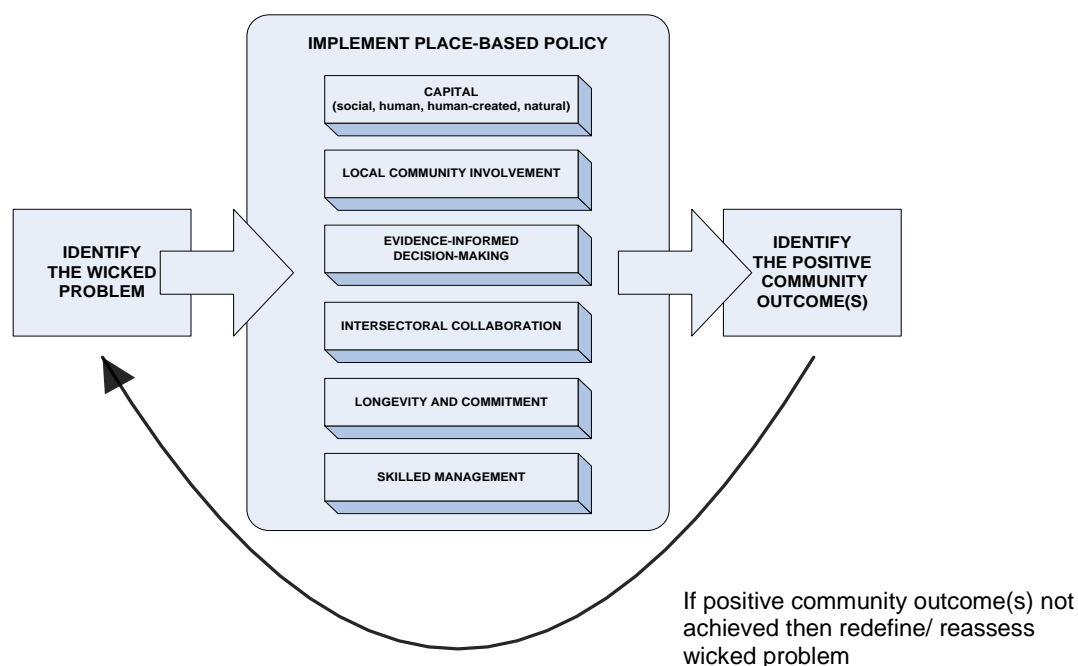 IMPLEMENT PLACE-BASED POLICY
CAPITAL
(social, human, human-created, natural)
LOCAL COMMUNITY INVOLVEMENT
EVIDENCE-INFORMED
DECISION-MAKING
INTERSECTORAL COLLABORATION
LONGEVITY AND COMMITMENT
SKILLED MANAGEMENT
IDENTIFY
THE WICKED
PROBLEM
IDENTIFY
THE POSITIVE
COMMUNITY
OUTCOME(S)
If positive community outcome(s) not
achieved then redefine/ reassess
wicked problem